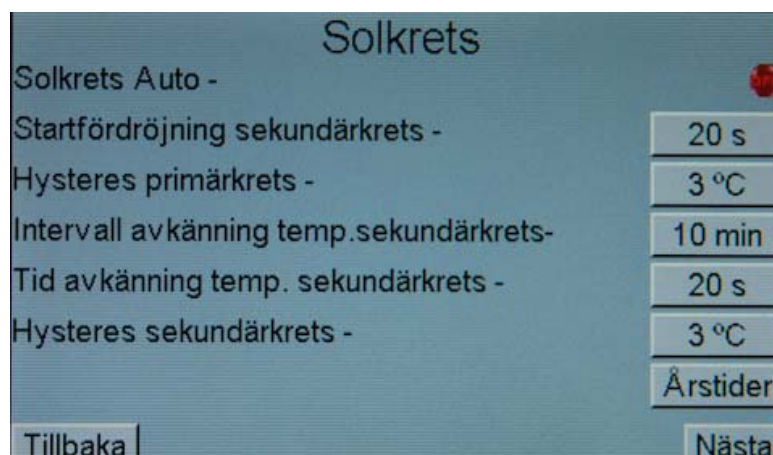 Solkrets
Solkrets Auto -
Startfördröjning sekundärkrets - 20 s
Hysteres primärkrets - 3 °C
Intervall avkänning temp.sekundärkrets- 10 min
Tid avkänning temp. sekundärkrets - 20 s
Hysteres sekundärkrets - 3 °C
Årstider
Tillbaka Nästa